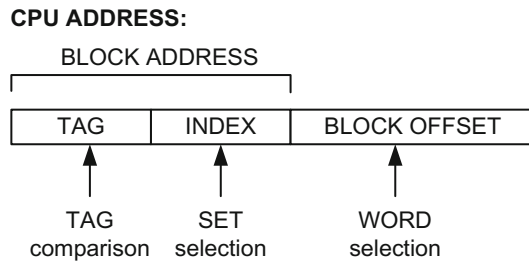 CPU ADDRESS:
BLOCK ADDRESS
TAG INDEX BLOCK OFFSET
TAG SET WORD
comparison selection selection